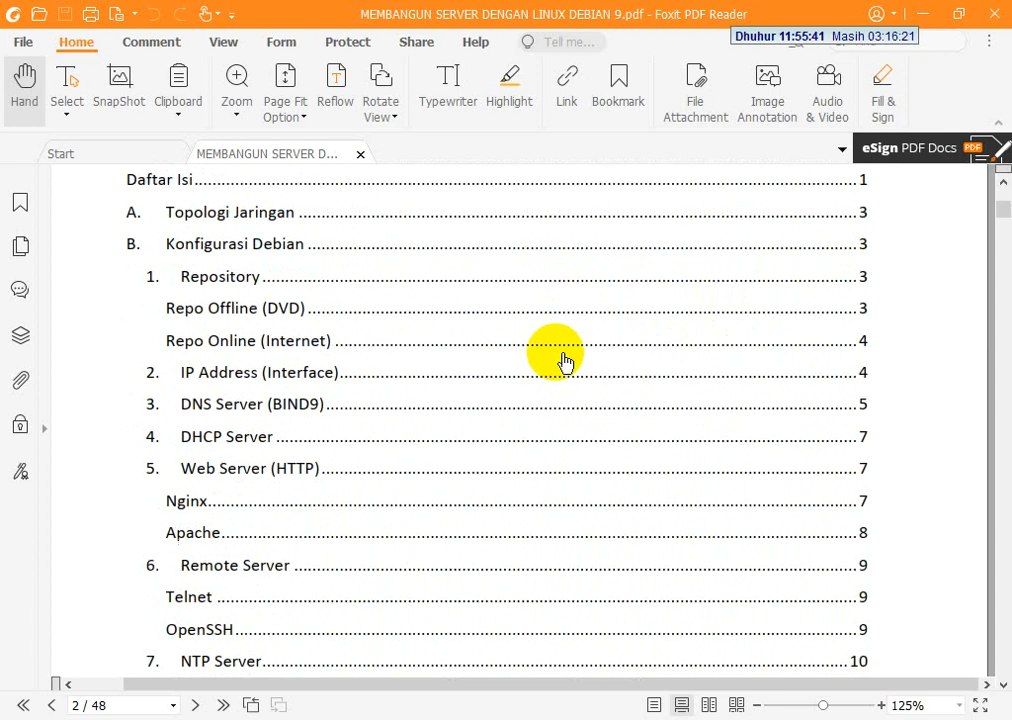 MEMBANGUN SERVER DENGAN LINUX DEBIAN 9.pdf - Foxit PDF Reader
Dhuhur 11:55:41 Masih 03:16:21
File Home Comment View Form Protect Share Help Tell me...
Hand Select SnapShot Clipboard Zoom Page Fit Option Reflow Rotate View Typewriter Highlight Link Bookmark File Attachment Image Annotation Audio & Video Fill & Sign
Start MEMBANGUN SERVER D... eSign PDF Docs PDF
Daftar Isi 1
A. Topologi Jaringan 3
B. Konfigurasi Debian 3
1. Repository 3
Repo Offline (DVD) 3
Repo Online (Internet) 4
2. IP Address (Interface) 4
3. DNS Server (BIND9) 5
4. DHCP Server 7
5. Web Server (HTTP) 7
Nginx 7
Apache 8
6. Remote Server 9
Telnet 9
OpenSSH 9
7. NTP Server 10
2 / 48 125%